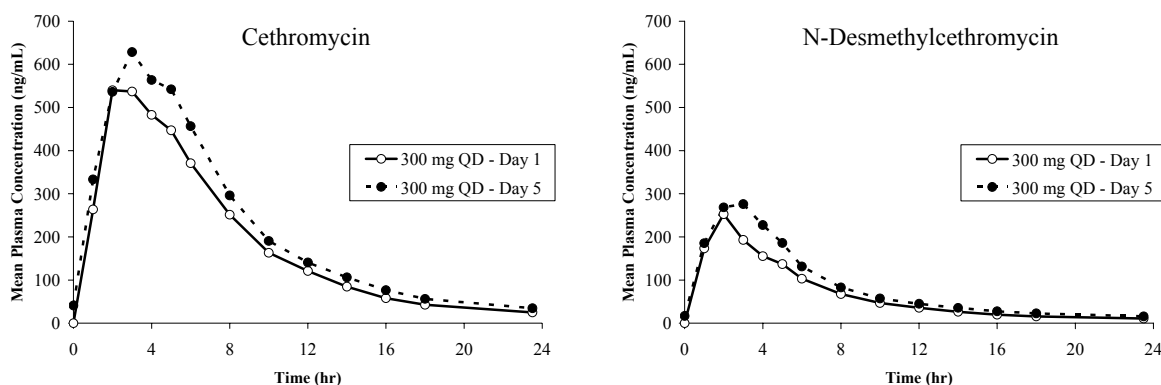 Cethromycin
700
600
500
400
300
200
100
0
Mean Plasma Concentration (ng/mL)
300 mg QD - Day 1
300 mg QD - Day 5
0 4 8 12 16 20 24
Time (hr)
N-Desmethylcethromycin
700
600
500
400
300
200
100
0
Mean Plasma Concentration (ng/mL)
300 mg QD - Day 1
300 mg QD - Day 5
0 4 8 12 16 20 24
Time (hr)